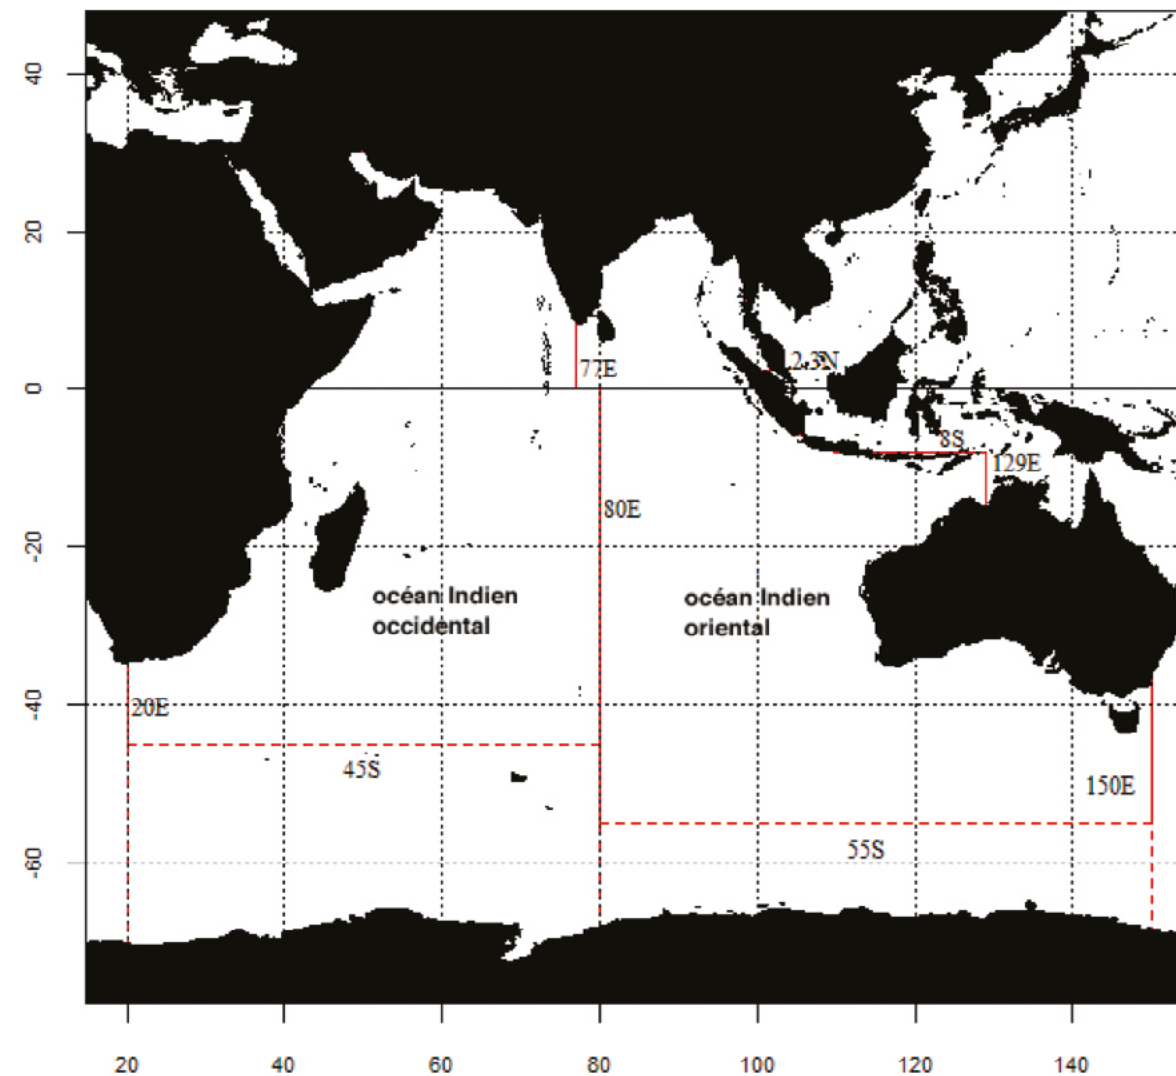 40
20
0
-20
-40
-60
2.3N
77E
8S
129E
80E
océan Indien
occidental
océan Indien
oriental
20E
45S
150E
55S
20
40
60
80
100
120
140